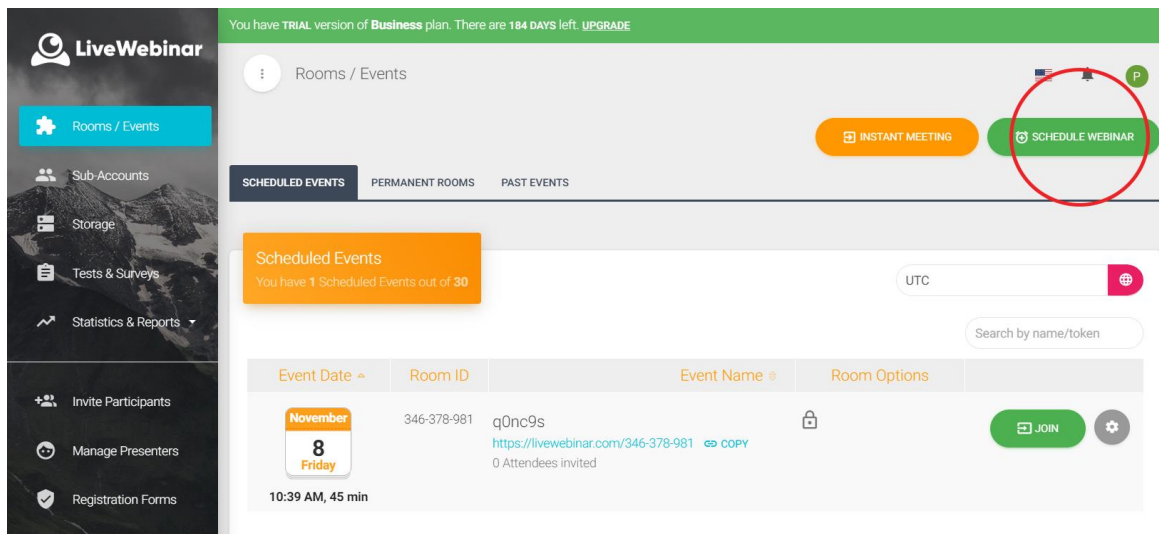 LiveWebinar
You have TRIAL version of Business plan. There are 184 DAYS left. UPGRADE
Rooms / Events
P
INSTANT MEETING
SCHEDULE WEBINAR
Rooms / Events
Sub-Accounts
Storage
Tests & Surveys
Statistics & Reports
Invite Participants
Manage Presenters
Registration Forms
SCHEDULED EVENTS PERMANENT ROOMS PAST EVENTS
Scheduled Events
You have 1 Scheduled Events out of 30
UTC
Search by name/token
Event Date Room ID Event Name Room Options
November
8
Friday
10:39 AM, 45 min
346-378-981
q0nc9s
https://livewebinar.com/346-378-981 COPY
0 Attendees invited
JOIN